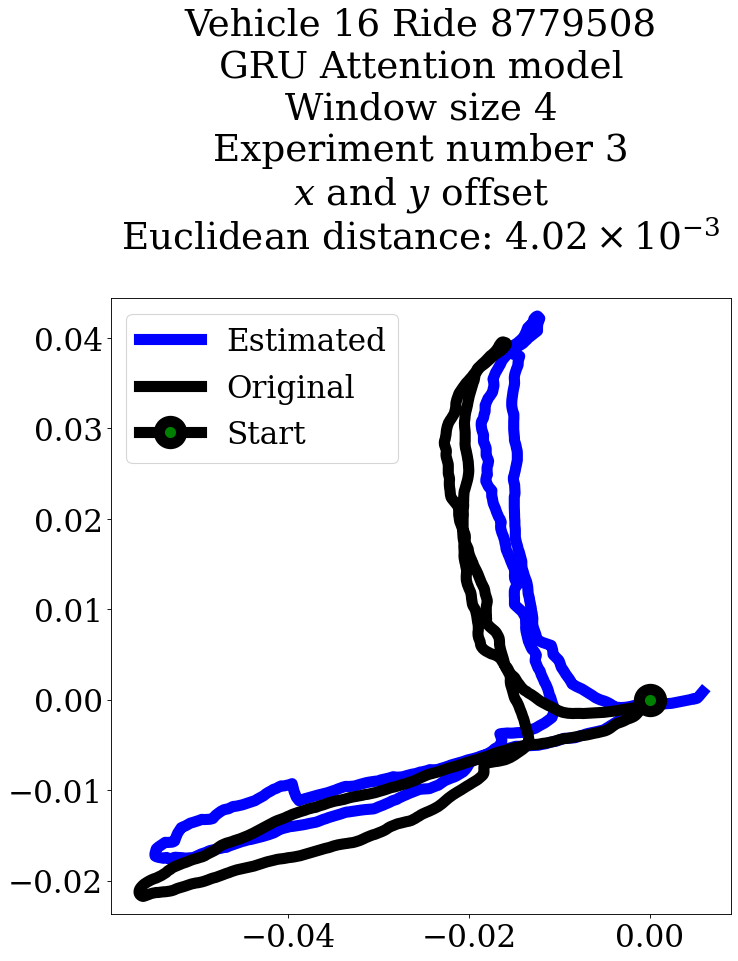 Vehicle 16 Ride 8779508
GRU Attention model
Window size 4
Experiment number 3
x and y offset
Euclidean distance: 4.02 × 10⁻³
Estimated
Original
Start
0.04
0.03
0.02
0.01
0.00
−0.01
−0.02
−0.04
−0.02
0.00